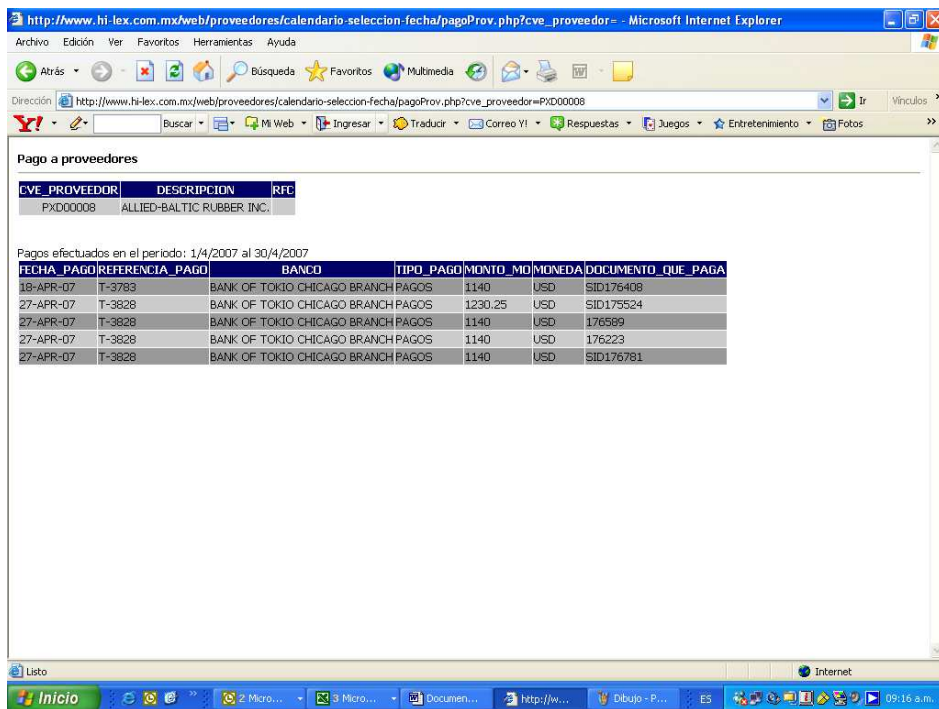 http://www.hi-lex.com.mx/web/proveedores/calendario-seleccion-fecha/pagoProv.php?cve_proveedor= - Microsoft Internet Explorer
Archivo Edición Ver Favoritos Herramientas Ayuda
Atrás Búsqueda Favoritos Multimedia
Dirección http://www.hi-lex.com.mx/web/proveedores/calendario-seleccion-fecha/pagoProv.php?cve_proveedor=PXD00008 Ir Vínculos »
Y! Buscar Mi Web Ingresar Traducir Correo Y! Respuestas Juegos Entretenimiento Fotos »
Pago a proveedores
CVE_PROVEEDOR DESCRIPCION RFC
PXD00008 ALLIED-BALTIC RUBBER INC.
Pagos efectuados en el periodo: 1/4/2007 al 30/4/2007
FECHA_PAGO REFERENCIA_PAGO BANCO TIPO_PAGO MONTO_MO MONEDA DOCUMENTO_QUE_PAGA
18-APR-07 T-3783 BANK OF TOKIO CHICAGO BRANCH PAGOS 1140 USD SID176408
27-APR-07 T-3828 BANK OF TOKIO CHICAGO BRANCH PAGOS 1230.25 USD SID175524
27-APR-07 T-3828 BANK OF TOKIO CHICAGO BRANCH PAGOS 1140 USD 176589
27-APR-07 T-3828 BANK OF TOKIO CHICAGO BRANCH PAGOS 1140 USD 176223
27-APR-07 T-3828 BANK OF TOKIO CHICAGO BRANCH PAGOS 1140 USD SID176781
Listo Internet
Inicio » 2 Micro... 3 Micro... Documen... http://w... Dibujo - P... ES 09:16 a.m.